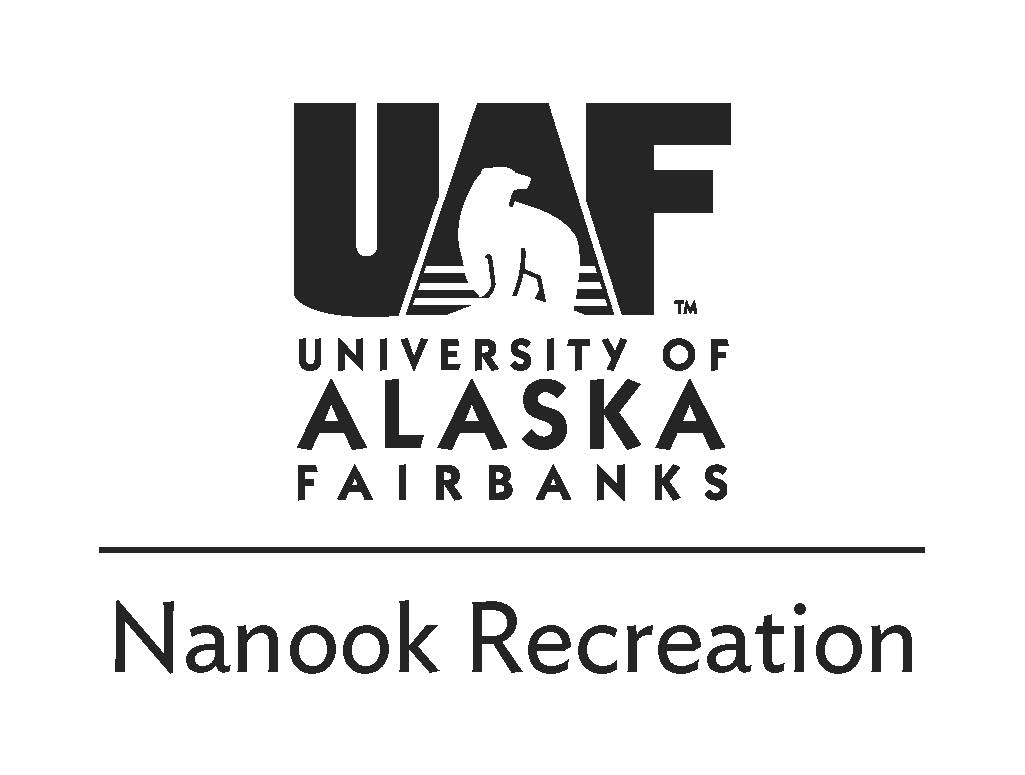 UAF
TM
UNIVERSITY OF
ALASKA
FAIRBANKS
Nanook Recreation